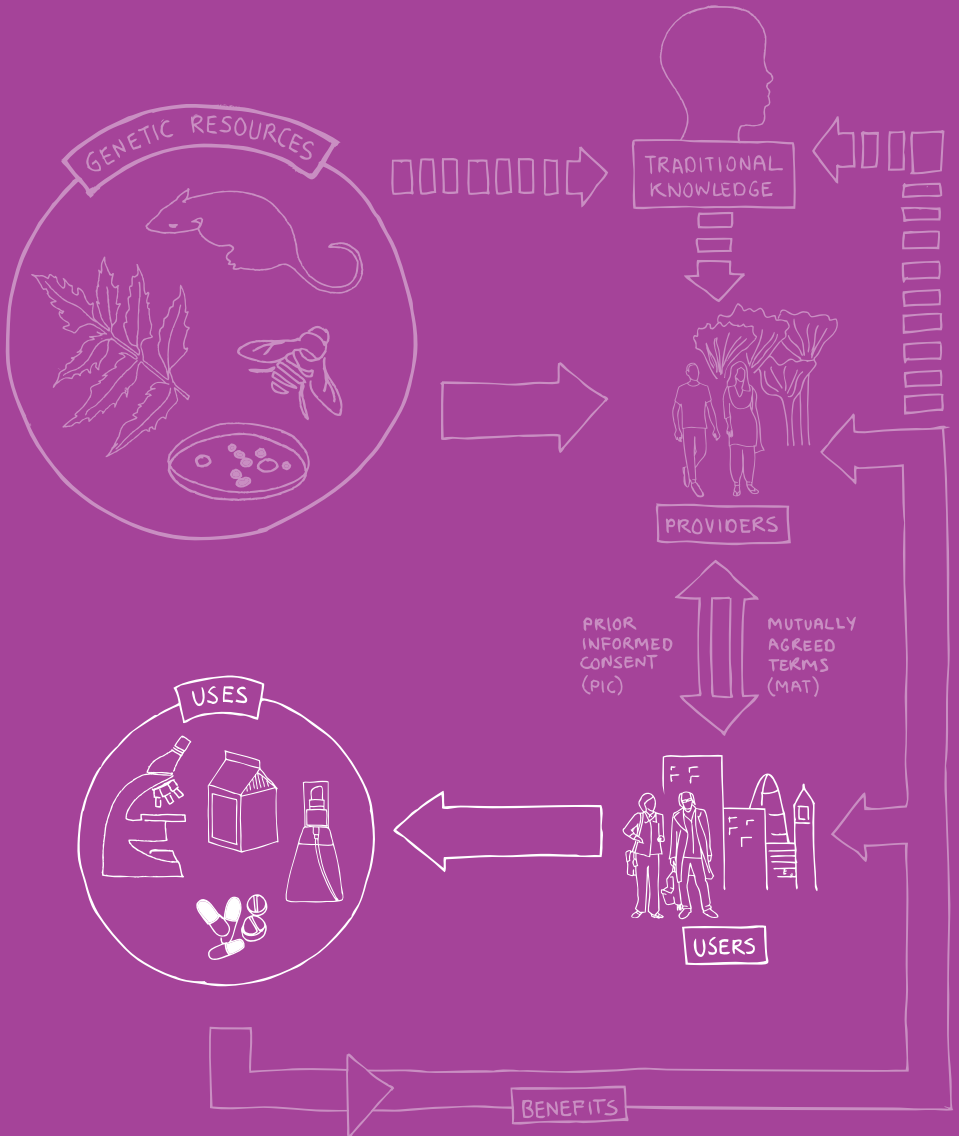 GENETIC RESOURCES
TRADITIONAL
KNOWLEDGE
PROVIDERS
PRIOR
INFORMED
CONSENT
(PIC)
MUTUALLY
AGREED
TERMS
(MAT)
USES
USERS
BENEFITS